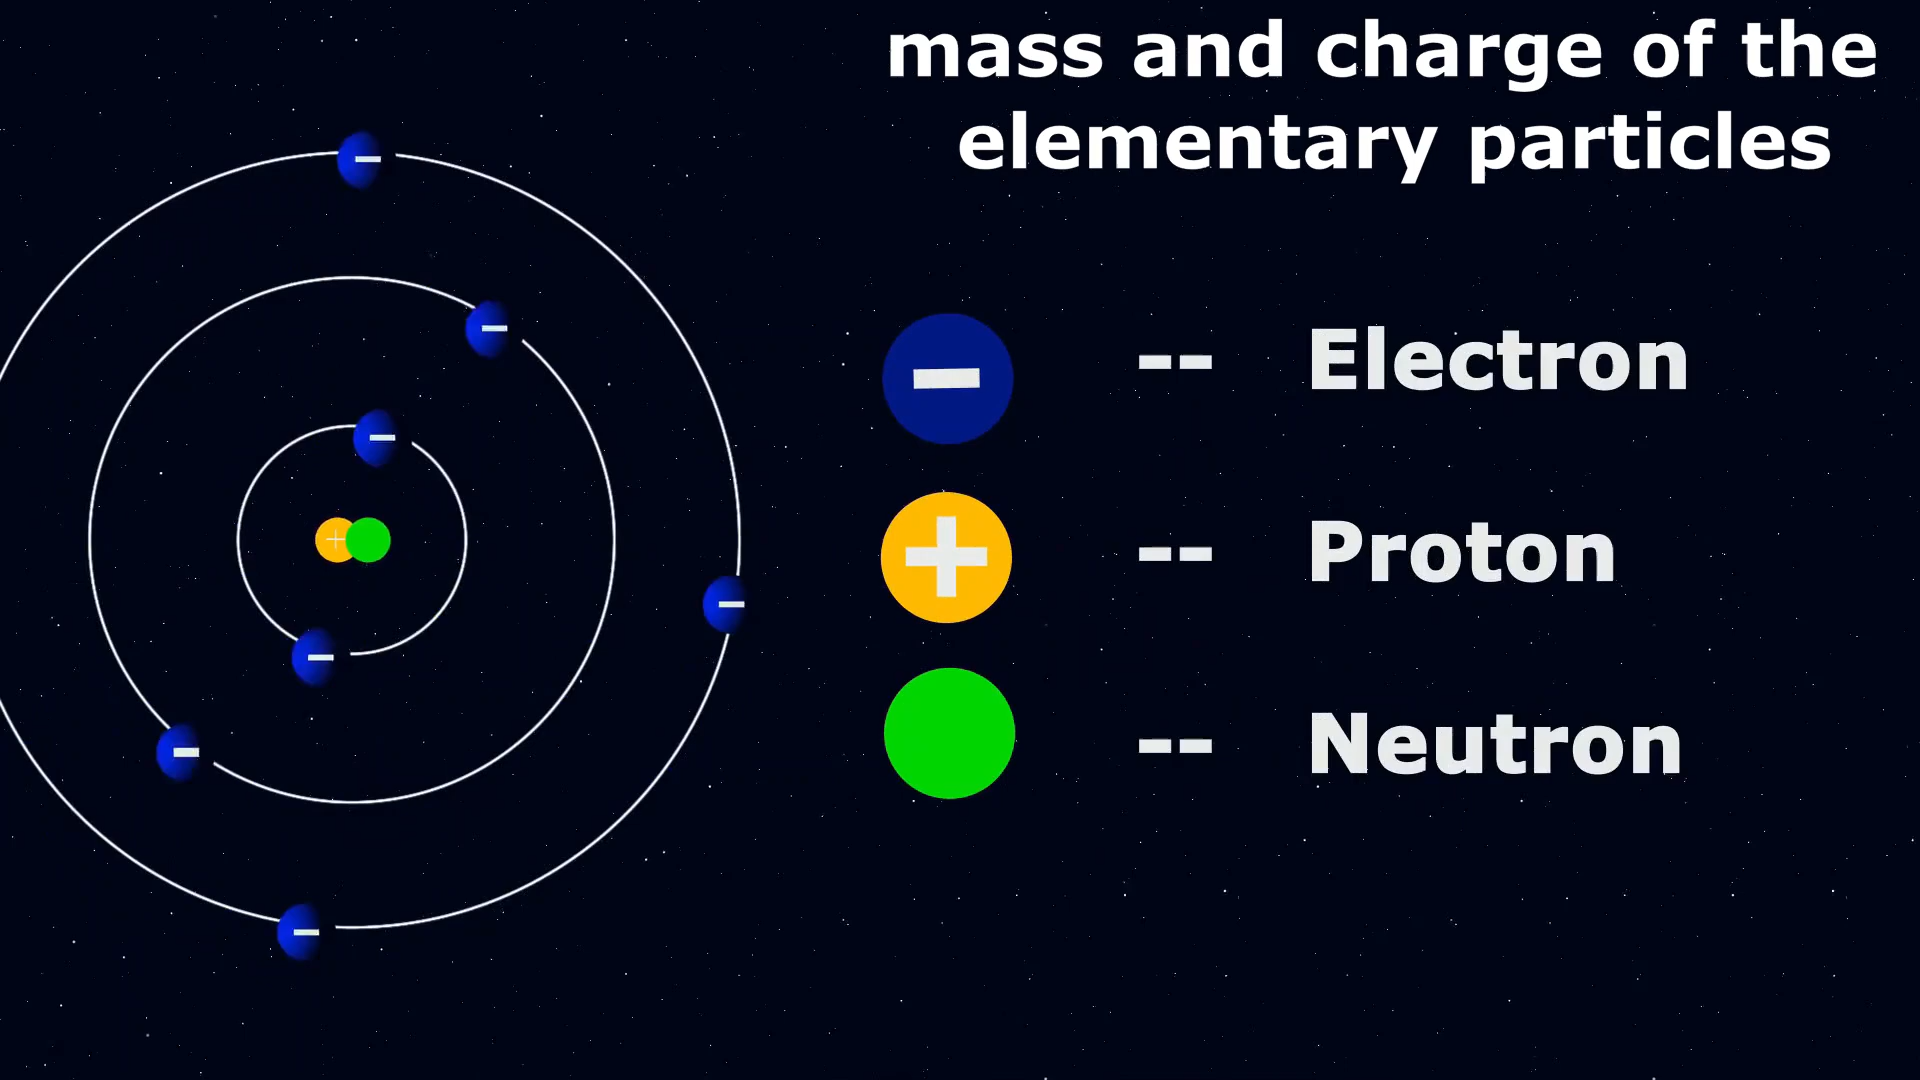 mass and charge of the
elementary particles
-- Electron
-- Proton
-- Neutron